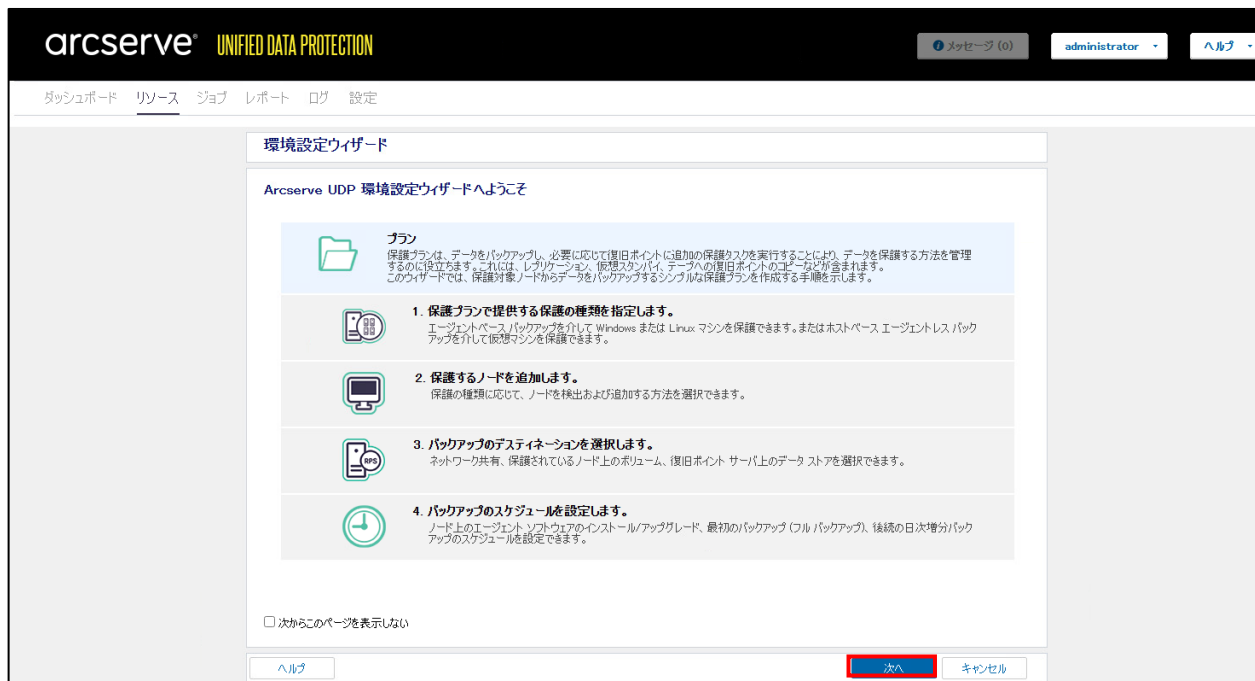 arcserve® UNIFIED DATA PROTECTION
メッセージ (0)
administrator
ヘルプ
ダッシュボード リソース ジョブ レポート ログ 設定
環境設定ウィザード
Arcserve UDP 環境設定ウィザードへようこそ
プラン
保護プランは、データをバックアップし、必要に応じて復旧ポイントに追加の保護タスクを実行することにより、データを保護する方法を管理
するのに役立ちます。これには、レプリケーション、仮想スタンバイ、テープへの復旧ポイントのコピーなどが含まれます。
このウィザードでは、保護対象ノードからデータをバックアップするシンプルな保護プランを作成する手順を示します。
1. 保護プランで提供する保護の種類を指定します。
エージェントベース バックアップを介して Windows または Linux マシンを保護できます。またはホストベース エージェントレス バック
アップを介して仮想マシンを保護できます。
2. 保護するノードを追加します。
保護の種類に応じて、ノードを検出および追加する方法を選択できます。
RPS
3. バックアップのデスティネーションを選択します。
ネットワーク共有、保護されているノード上のボリューム、復旧ポイント サーバ上のデータ ストアを選択できます。
4. バックアップのスケジュールを設定します。
ノード上のエージェント ソフトウェアのインストール/アップグレード、最初のバックアップ (フル バックアップ)、後続の日次増分バック
アップのスケジュールを設定できます。
次からこのページを表示しない
ヘルプ
次へ
キャンセル